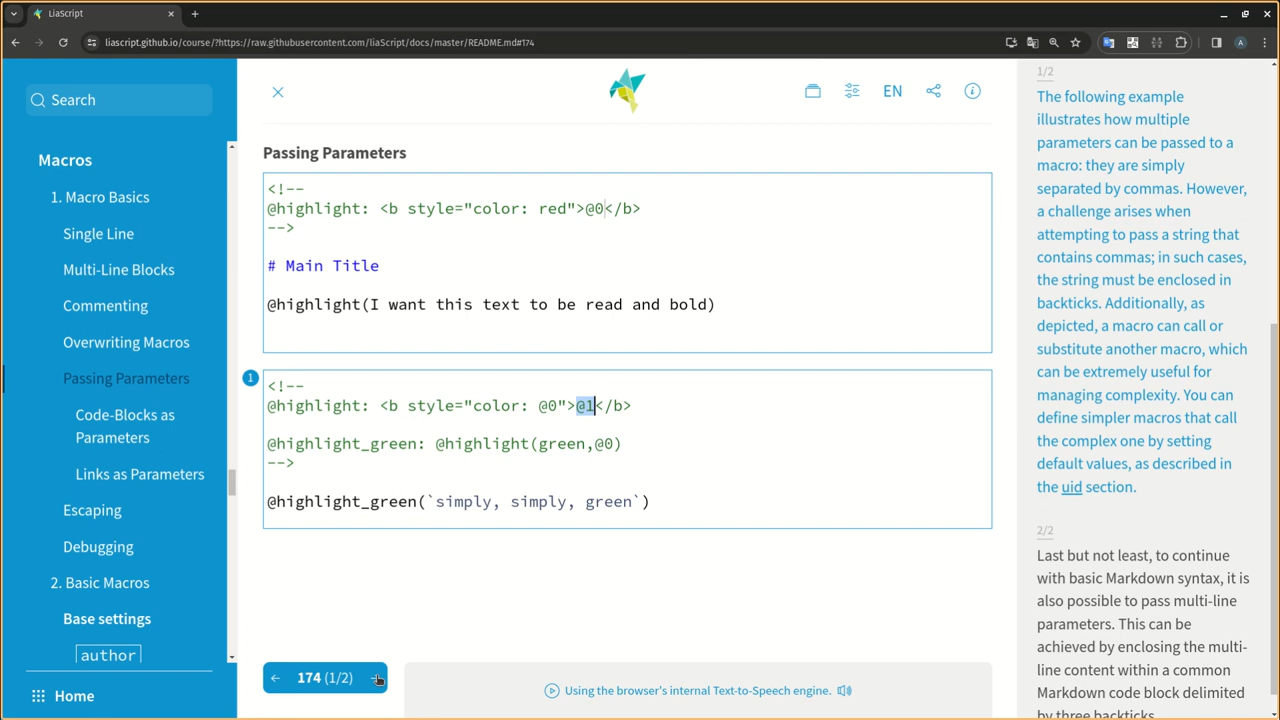 LiaScript
liascript.github.io/course/?https://raw.githubusercontent.com/liaScript/docs/master/README.md#174
A
Search
Macros
1. Macro Basics
Single Line
Multi-Line Blocks
Commenting
Overwriting Macros
Passing Parameters
Code-Blocks as
Parameters
Links as Parameters
Escaping
Debugging
2. Basic Macros
Base settings
author
Home
EN
Passing Parameters
<!--
@highlight: <b style="color: red">@0</b>
-->
# Main Title
@highlight(I want this text to be read and bold)
1
<!--
@highlight: <b style="color: @0">@1</b>
@highlight_green: @highlight(green,@0)
-->
@highlight_green(`simply, simply, green`)
174 (1/2)
Using the browser's internal Text-to-Speech engine.
1/2
The following example
illustrates how multiple
parameters can be passed to a
macro: they are simply
separated by commas. However,
a challenge arises when
attempting to pass a string that
contains commas; in such cases,
the string must be enclosed in
backticks. Additionally, as
depicted, a macro can call or
substitute another macro, which
can be extremely useful for
managing complexity. You can
define simpler macros that call
the complex one by setting
default values, as described in
the uid section.
2/2
Last but not least, to continue
with basic Markdown syntax, it is
also possible to pass multi-line
parameters. This can be
achieved by enclosing the multi-
line content within a common
Markdown code block delimited
by three backticks.